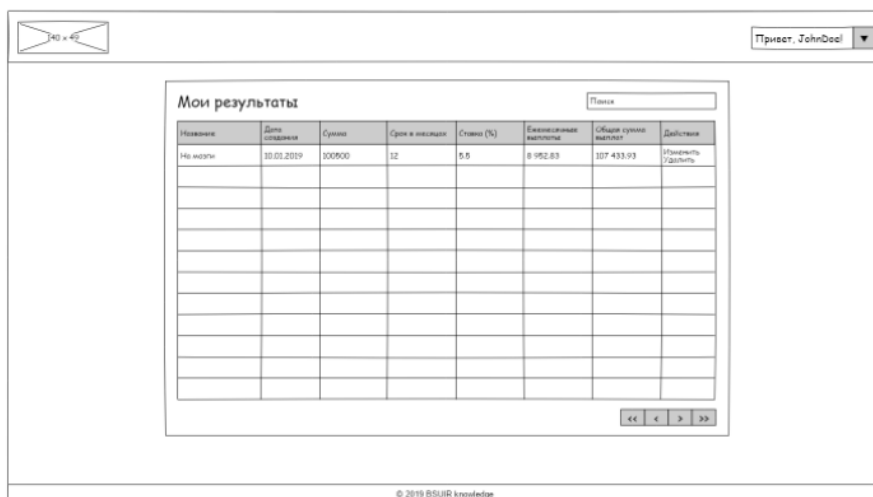 140 x 49
Привет, JohnDoe!
Мои результаты
Поиск
Название Дата создания Сумма Срок в месяцах Ставка (%) Ежемесячные выплаты Общая сумма выплат Действия
На мозги 10.01.2019 100500 12 5.5 8 952.83 107 433.93 Изменить Удалить
<< < > >>
© 2019 BSUIR knowledge